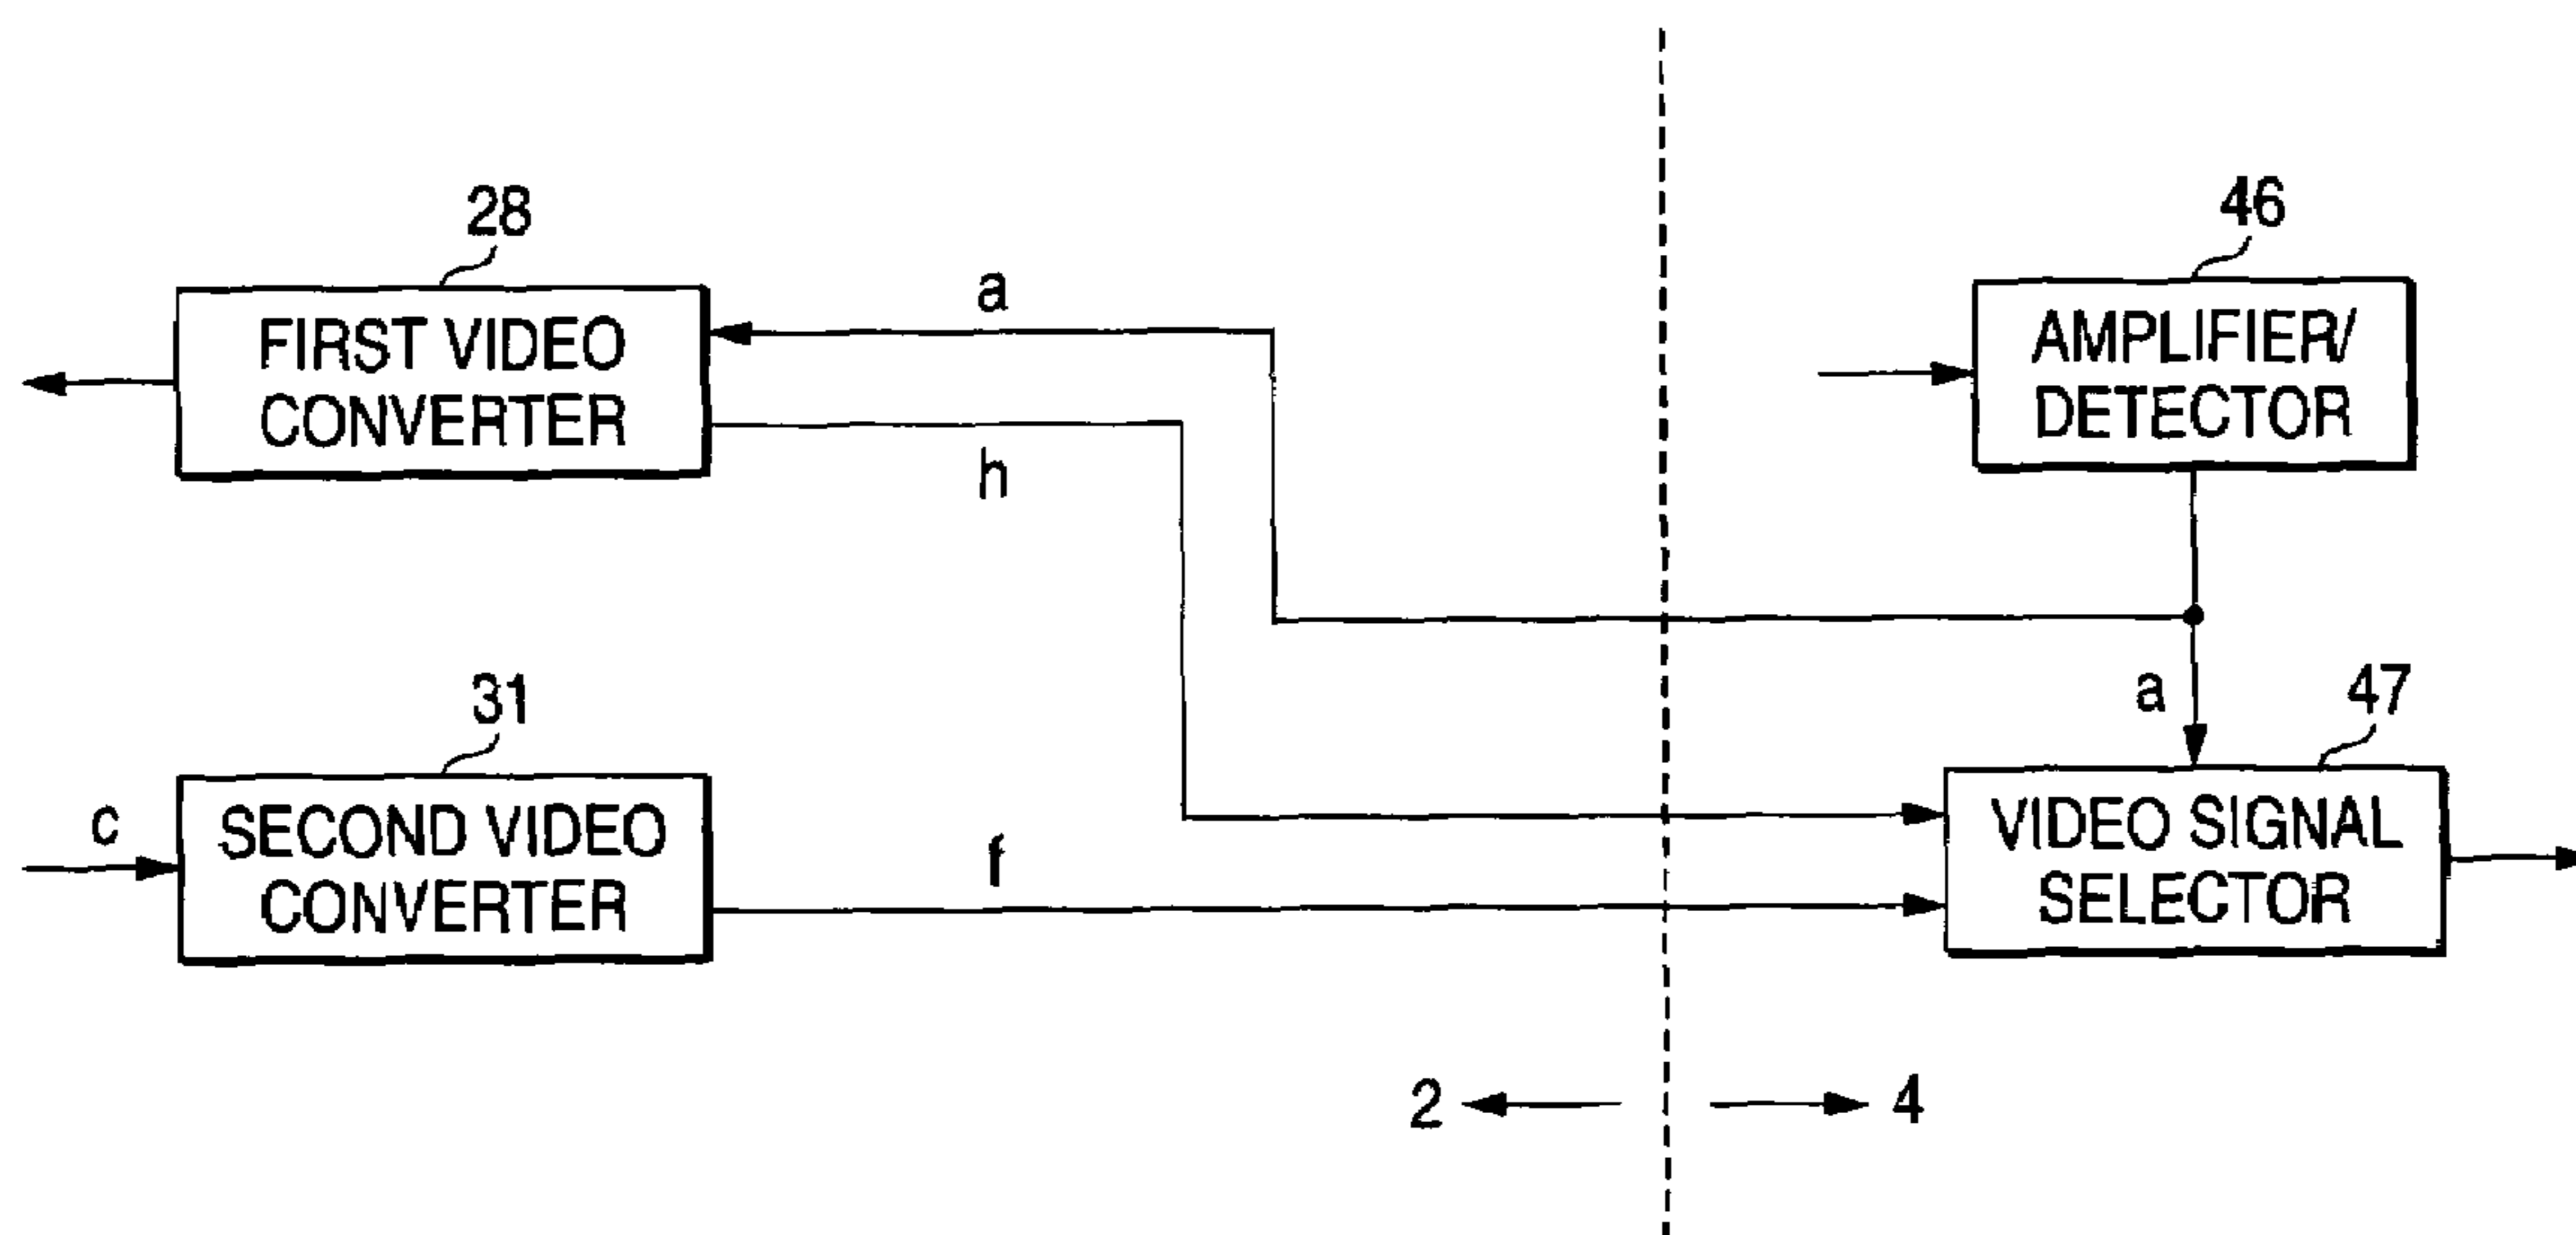 28
FIRST VIDEO
CONVERTER
a
h
46
AMPLIFIER/
DETECTOR
31
c
SECOND VIDEO
CONVERTER
f
a
47
VIDEO SIGNAL
SELECTOR
2
4